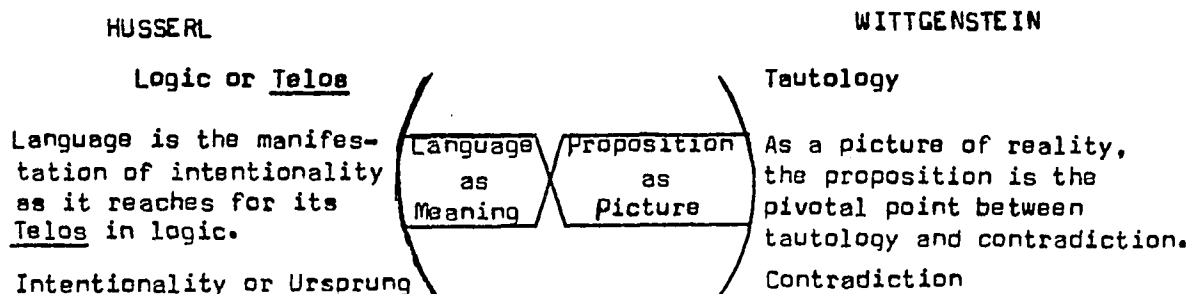 HUSSERL
WITTGENSTEIN
Logic or Telos
Tautology
Language is the manifes-
tation of intentionality
as it reaches for its
Telos in logic.
Language
as
Meaning
Proposition
as
Picture
As a picture of reality,
the proposition is the
pivotal point between
tautology and contradiction.
Intentionality or Ursprung
Contradiction